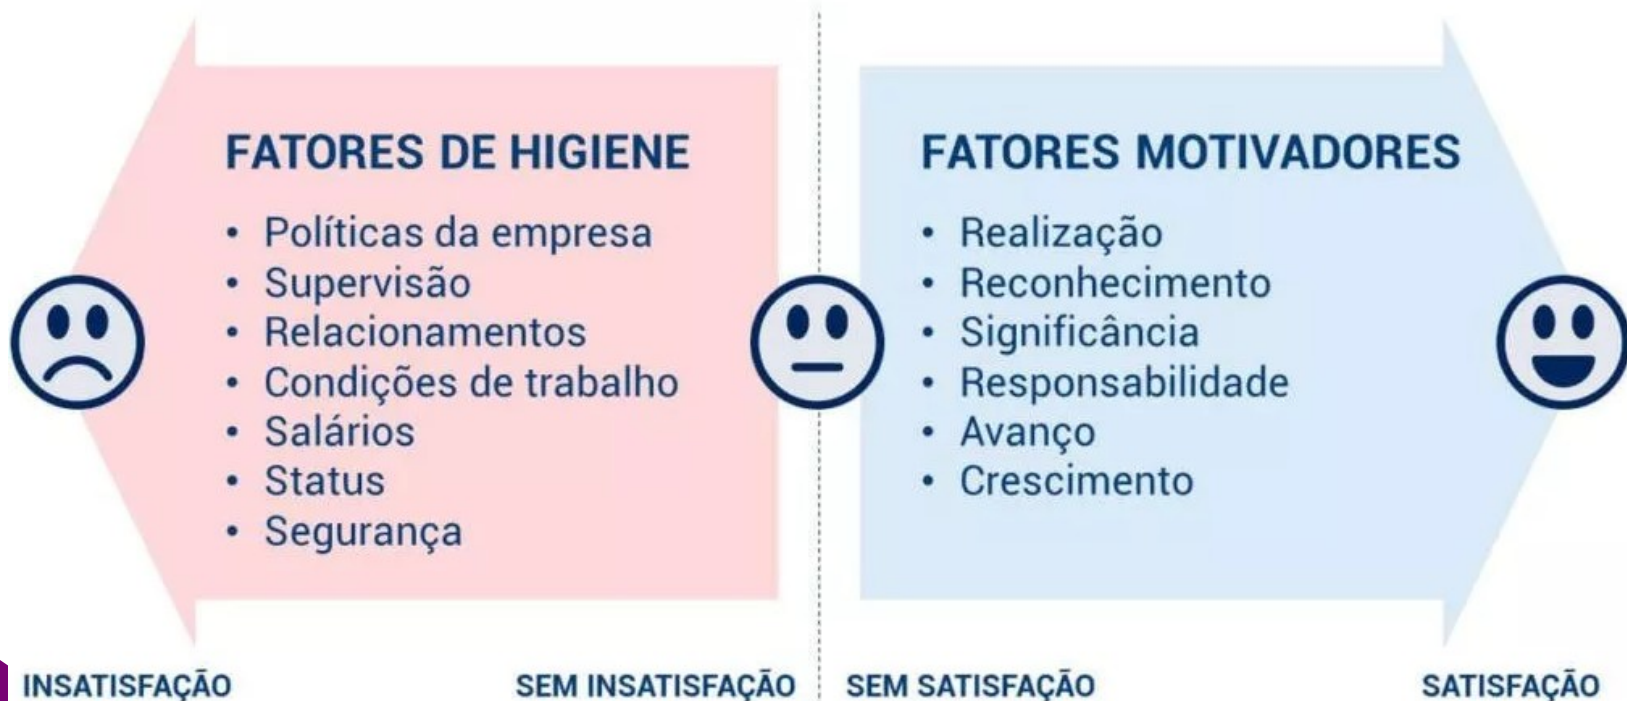 FATORES DE HIGIENE
• Políticas da empresa
• Supervisão
• Relacionamentos
• Condições de trabalho
• Salários
• Status
• Segurança
FATORES MOTIVADORES
• Realização
• Reconhecimento
• Significância
• Responsabilidade
• Avanço
• Crescimento
INSATISFAÇÃO
SEM INSATISFAÇÃO
SEM SATISFAÇÃO
SATISFAÇÃO